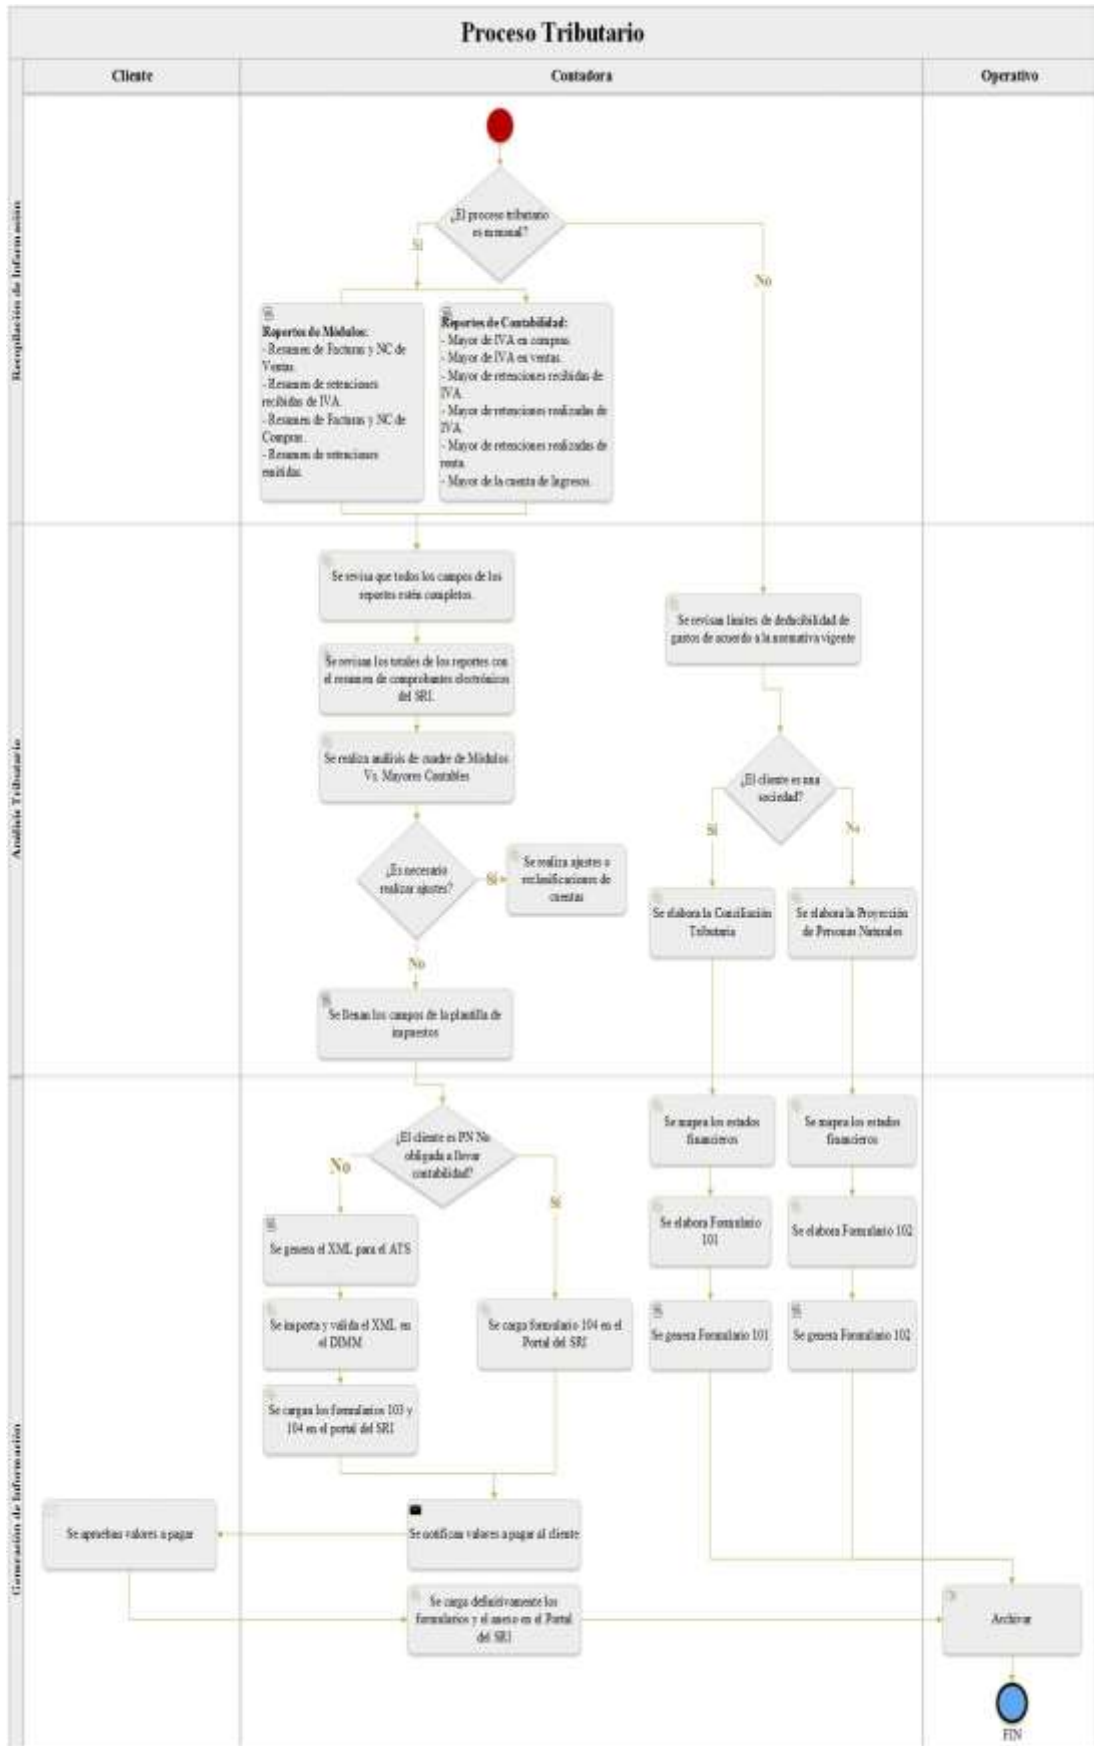 Proceso Tributario
Cliente
Contadora
Operativo
Recopilación de Información
¿El proceso tributario
es mensual?
Sí
No
Reportes de Módulos:
- Resumen de Facturas y NC de
Ventas.
- Resumen de retenciones
recibidas de IVA.
- Resumen de Facturas y NC de
Compras.
- Resumen de retenciones
emitidas.
Reportes de Contabilidad:
- Mayor de IVA en compras.
- Mayor de IVA en ventas.
- Mayor de retenciones recibidas de
IVA.
- Mayor de retenciones realizadas de
IVA.
- Mayor de retenciones realizadas de
renta.
- Mayor de la cuenta de Ingresos.
Análisis Tributario
Se revisa que todos los campos de los
reportes estén completos.
Se revisan límites de deducibilidad de
gastos de acuerdo a la normativa vigente
Se revisan los totales de los reportes con
el resumen de comprobantes electrónicos
del SRI.
Se realiza análisis de cuadre de Módulos
Vs. Mayores Contables
¿El cliente es una
sociedad?
Sí
No
¿Es necesario
realizar ajustes?
Sí
Se realiza ajustes o
reclasificaciones de
cuentas
Se elabora la Conciliación
Tributaria
Se elabora la Proyección
de Personas Naturales
No
Se llenan los campos de la plantilla de
impuestos
Generación de Información
¿El cliente es PN No
obligada a llevar
contabilidad?
No
Sí
Se mapea los estados
financieros
Se mapea los estados
financieros
Se genera el XML para el ATS
Se elabora Formulario
101
Se elabora Formulario 102
Se importa y valida el XML en
el DIMM
Se carga formulario 104 en el
Portal del SRI
Se genera Formulario 101
Se genera Formulario 102
Se cargan los formularios 103 y
104 en el portal del SRI
Se aprueban valores a pagar
Se notifican valores a pagar al cliente
Se carga definitivamente los
formularios y el anexo en el Portal
del SRI
Archivar
FIN